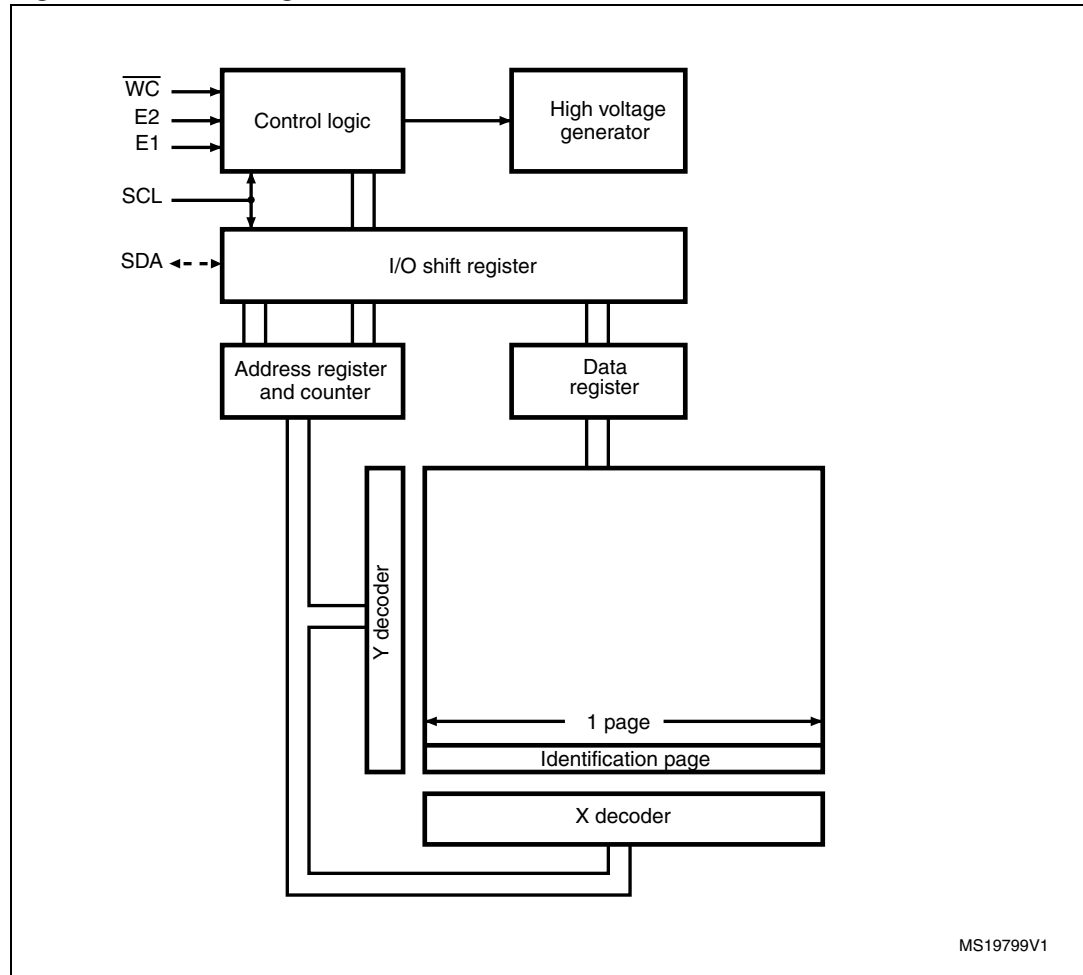 WC
E2
E1
SCL
SDA
Control logic
High voltage
generator
I/O shift register
Address register
and counter
Data
register
Y decoder
1 page
Identification page
X decoder
MS19799V1